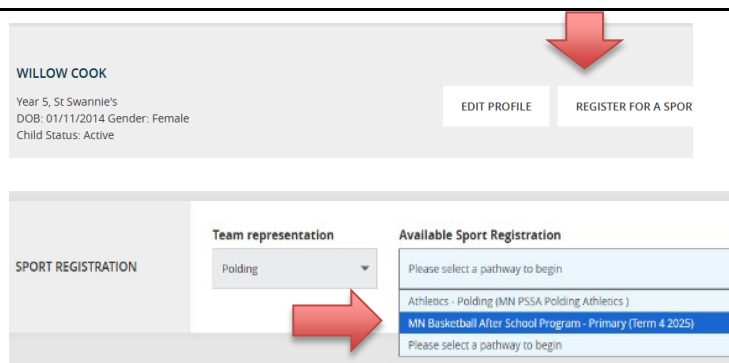 WILLOW COOK
Year 5, St Swannie's
DOB: 01/11/2014 Gender: Female
Child Status: Active
EDIT PROFILE
REGISTER FOR A SPOR
SPORT REGISTRATION
Team representation
Polding
Available Sport Registration
Please select a pathway to begin
Athletics - Polding (MN PSSA Polding Athletics )
MN Basketball After School Program - Primary (Term 4 2025)
Please select a pathway to begin